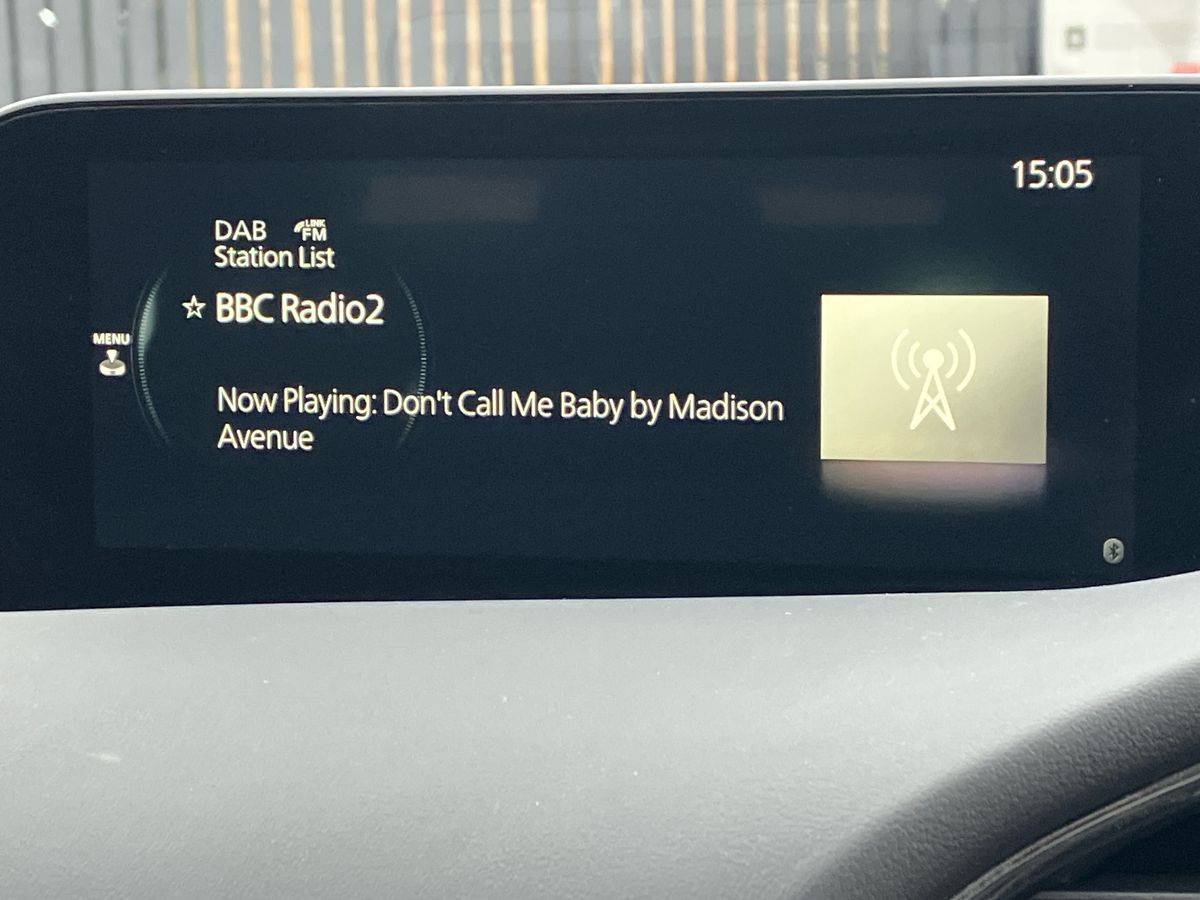 15:05
DAB LINK FM
Station List
☆ BBC Radio2
MENU
Now Playing: Don't Call Me Baby by Madison
Avenue